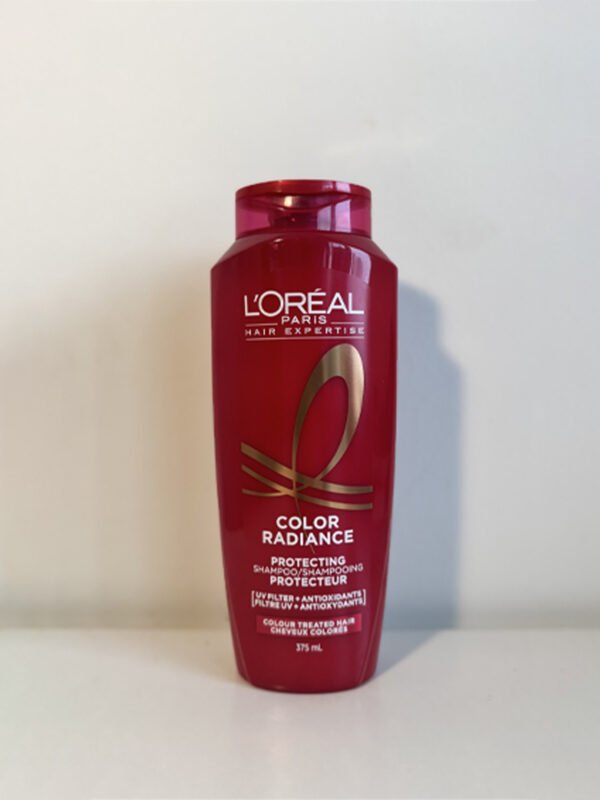 L'ORÉAL
PARIS
HAIR EXPERTISE
COLOR
RADIANCE
PROTECTING
SHAMPOO/SHAMPOOING
PROTECTEUR
[UV FILTER + ANTIOXIDANTS]
[FILTRE UV + ANTIOXYDANTS]
COLOUR TREATED HAIR
CHEVEUX COLORÉS
375 mL